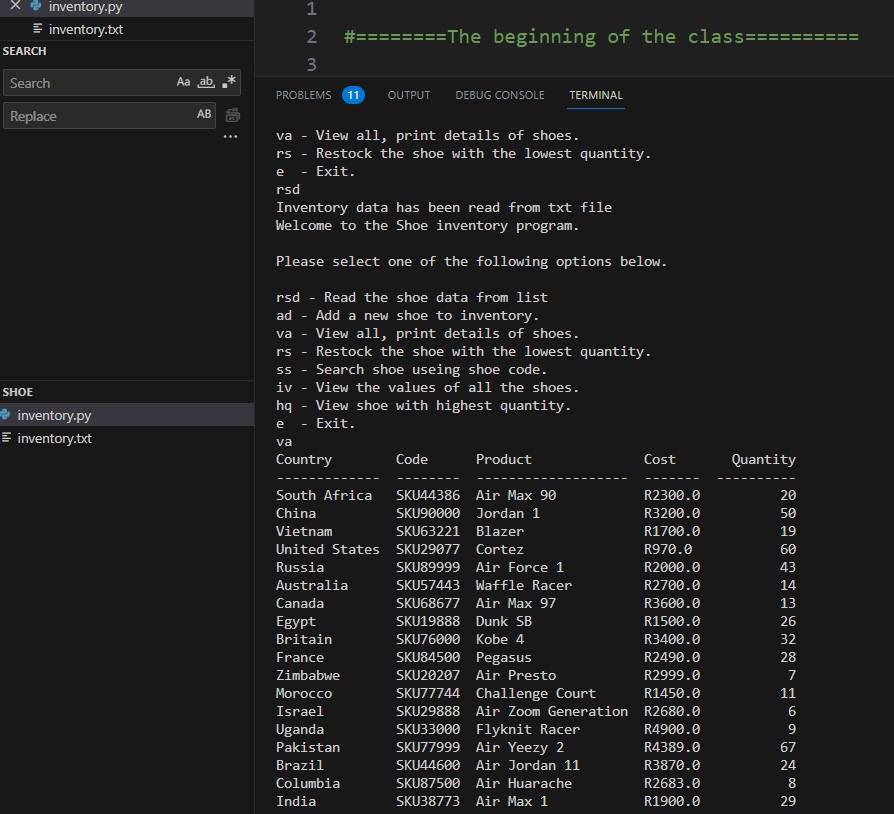 inventory.py
inventory.txt
SEARCH
Search Aa ab
Replace AB
...
SHOE
inventory.py
inventory.txt
1
2 #========The beginning of the class==========
3
PROBLEMS 11 OUTPUT DEBUG CONSOLE TERMINAL
va - View all, print details of shoes.
rs - Restock the shoe with the lowest quantity.
e  - Exit.
rsd
Inventory data has been read from txt file
Welcome to the Shoe inventory program.
Please select one of the following options below.
rsd - Read the shoe data from list
ad - Add a new shoe to inventory.
va - View all, print details of shoes.
rs - Restock the shoe with the lowest quantity.
ss - Search shoe useing shoe code.
iv - View the values of all the shoes.
hq - View shoe with highest quantity.
e  - Exit.
va
Country        Code      Product              Cost       Quantity
-------------  --------  -------------------  -------  ----------
South Africa   SKU44386  Air Max 90           R2300.0          20
China          SKU90000  Jordan 1             R3200.0          50
Vietnam        SKU63221  Blazer               R1700.0          19
United States  SKU29077  Cortez               R970.0           60
Russia         SKU89999  Air Force 1          R2000.0          43
Australia      SKU57443  Waffle Racer         R2700.0          14
Canada         SKU68677  Air Max 97           R3600.0          13
Egypt          SKU19888  Dunk SB              R1500.0          26
Britain        SKU76000  Kobe 4               R3400.0          32
France         SKU84500  Pegasus              R2490.0          28
Zimbabwe       SKU20207  Air Presto           R2999.0           7
Morocco        SKU77744  Challenge Court      R1450.0          11
Israel         SKU29888  Air Zoom Generation  R2680.0           6
Uganda         SKU33000  Flyknit Racer        R4900.0           9
Pakistan       SKU77999  Air Yeezy 2          R4389.0          67
Brazil         SKU44600  Air Jordan 11        R3870.0          24
Columbia       SKU87500  Air Huarache         R2683.0           8
India          SKU38773  Air Max 1            R1900.0          29